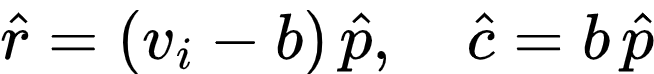 r̂ = (vᵢ − b) p̂, ĉ = b p̂